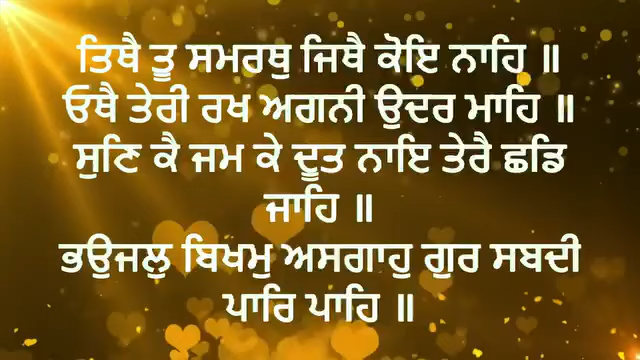 ਤਿਥੈ ਤੂ ਸਮਰਥੁ ਜਿਥੈ ਕੋਇ ਨਾਹਿ ॥
ਓਥੈ ਤੇਰੀ ਰਖ ਅਗਨੀ ਉਦਰ ਮਾਹਿ ॥
ਸੁਣਿ ਕੈ ਜਮ ਕੇ ਦੂਤ ਨਾਇ ਤੇਰੈ ਛਡਿ
ਜਾਹਿ ॥
ਭਉਜਲੁ ਬਿਖਮੁ ਅਸਗਾਹੁ ਗੁਰ ਸਬਦੀ
ਪਾਰਿ ਪਾਹਿ ॥